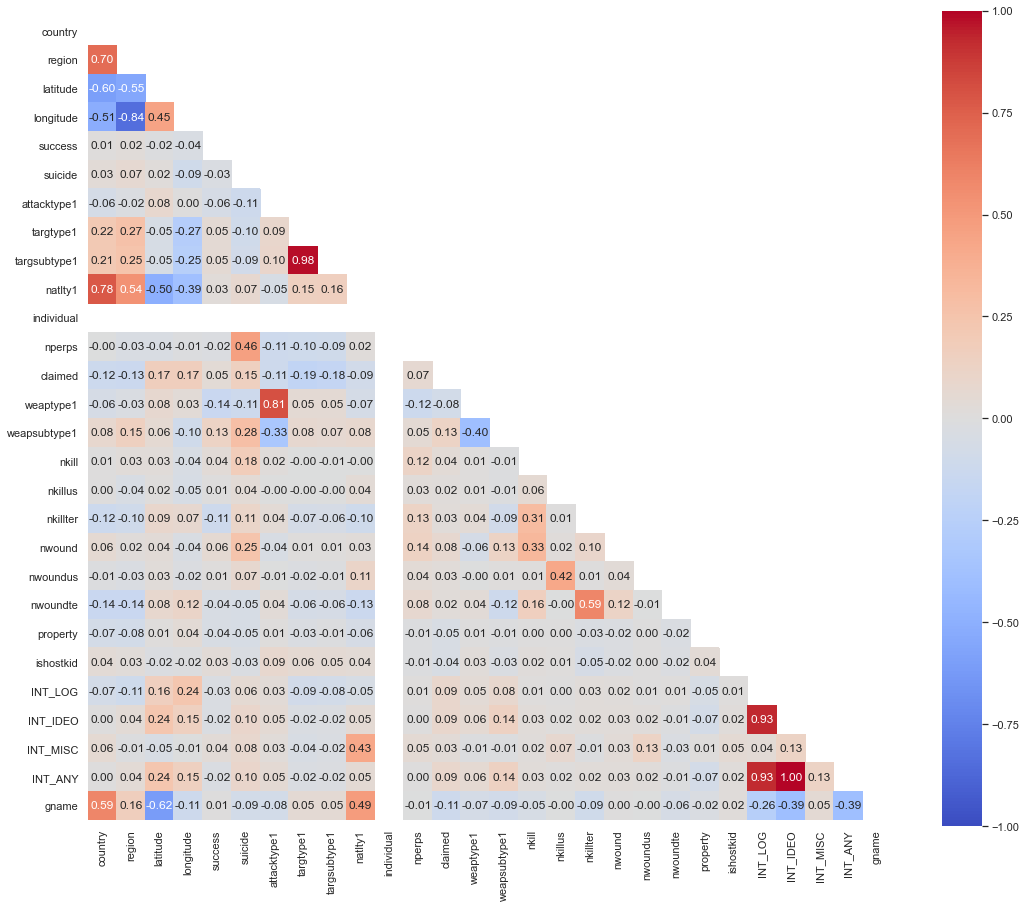 country
region 0.70
latitude -0.60 -0.55
longitude -0.51 -0.84 0.45
success 0.01 0.02 -0.02 -0.04
suicide 0.03 0.07 0.02 -0.09 -0.03
attacktype1 -0.06 -0.02 0.08 0.00 -0.06 -0.11
targtype1 0.22 0.27 -0.05 -0.27 0.05 -0.10 0.09
targsubtype1 0.21 0.25 -0.05 -0.25 0.05 -0.09 0.10 0.98
natlty1 0.78 0.54 -0.50 -0.39 0.03 0.07 -0.05 0.15 0.16
individual
nperps -0.00 -0.03 -0.04 -0.01 -0.02 0.46 -0.11 -0.10 -0.09 0.02
claimed -0.12 -0.13 0.17 0.17 0.05 0.15 -0.11 -0.19 -0.18 -0.09 0.07
weaptype1 -0.06 -0.03 0.08 0.03 -0.14 -0.11 0.81 0.05 0.05 -0.07 -0.12 -0.08
weapsubtype1 0.08 0.15 0.06 -0.10 0.13 0.28 -0.33 0.08 0.07 0.08 0.05 0.13 -0.40
nkill 0.01 0.03 0.03 -0.04 0.04 0.18 0.02 -0.00 -0.01 -0.00 0.12 0.04 0.01 -0.01
nkillus 0.00 -0.04 0.02 -0.05 0.01 0.04 -0.00 -0.00 -0.00 0.04 0.03 0.02 0.01 -0.01 0.06
nkillter -0.12 -0.10 0.09 0.07 -0.11 0.11 0.04 -0.07 -0.06 -0.10 0.13 0.03 0.04 -0.09 0.31 0.01
nwound 0.06 0.02 0.04 -0.04 0.06 0.25 -0.04 0.01 0.01 0.03 0.14 0.08 -0.06 0.13 0.33 0.02 0.10
nwoundus -0.01 -0.03 0.03 -0.02 0.01 0.07 -0.01 -0.02 -0.01 0.11 0.04 0.03 -0.00 0.01 0.01 0.42 0.01 0.04
nwoundte -0.14 -0.14 0.08 0.12 -0.04 -0.05 0.04 -0.06 -0.06 -0.13 0.08 0.02 0.04 -0.12 0.16 -0.00 0.59 0.12 -0.01
property -0.07 -0.08 0.01 0.04 -0.04 -0.05 0.01 -0.03 -0.01 -0.06 -0.01 -0.05 0.01 -0.01 0.00 0.00 -0.03 -0.02 0.00 -0.02
ishostkid 0.04 0.03 -0.02 -0.02 0.03 -0.03 0.09 0.06 0.05 0.04 -0.01 -0.04 0.03 -0.03 0.02 0.01 -0.05 -0.02 0.00 -0.02 0.04
INT_LOG -0.07 -0.11 0.16 0.24 -0.03 0.06 0.03 -0.09 -0.08 -0.05 0.01 0.09 0.05 0.08 0.01 0.00 0.03 0.02 0.01 0.01 -0.05 0.01
INT_IDEO 0.00 0.04 0.24 0.15 -0.02 0.10 0.05 -0.02 -0.02 0.05 0.00 0.09 0.06 0.14 0.03 0.02 0.02 0.03 0.02 -0.01 -0.07 0.02 0.93
INT_MISC 0.06 -0.01 -0.05 -0.01 0.04 0.08 0.03 -0.04 -0.02 0.43 0.05 0.03 -0.01 -0.01 0.02 0.07 -0.01 0.02 0.13 -0.03 0.01 0.05 0.04 0.13
INT_ANY 0.00 0.04 0.24 0.15 -0.02 0.10 0.05 -0.02 -0.02 0.05 0.00 0.09 0.06 0.14 0.03 0.02 0.02 0.03 0.02 -0.01 -0.07 0.02 0.93 1.00 0.13
gname 0.59 0.16 -0.62 -0.11 0.01 -0.09 -0.08 0.05 0.05 0.49 -0.01 -0.11 -0.07 -0.09 -0.05 -0.00 -0.09 0.00 -0.00 -0.06 -0.02 0.02 -0.26 -0.39 0.05 -0.39
country
region
latitude
longitude
success
suicide
attacktype1
targtype1
targsubtype1
natlty1
individual
nperps
claimed
weaptype1
weapsubtype1
nkill
nkillus
nkillter
nwound
nwoundus
nwoundte
property
ishostkid
INT_LOG
INT_IDEO
INT_MISC
INT_ANY
gname
1.00
0.75
0.50
0.25
0.00
−0.25
−0.50
−0.75
−1.00